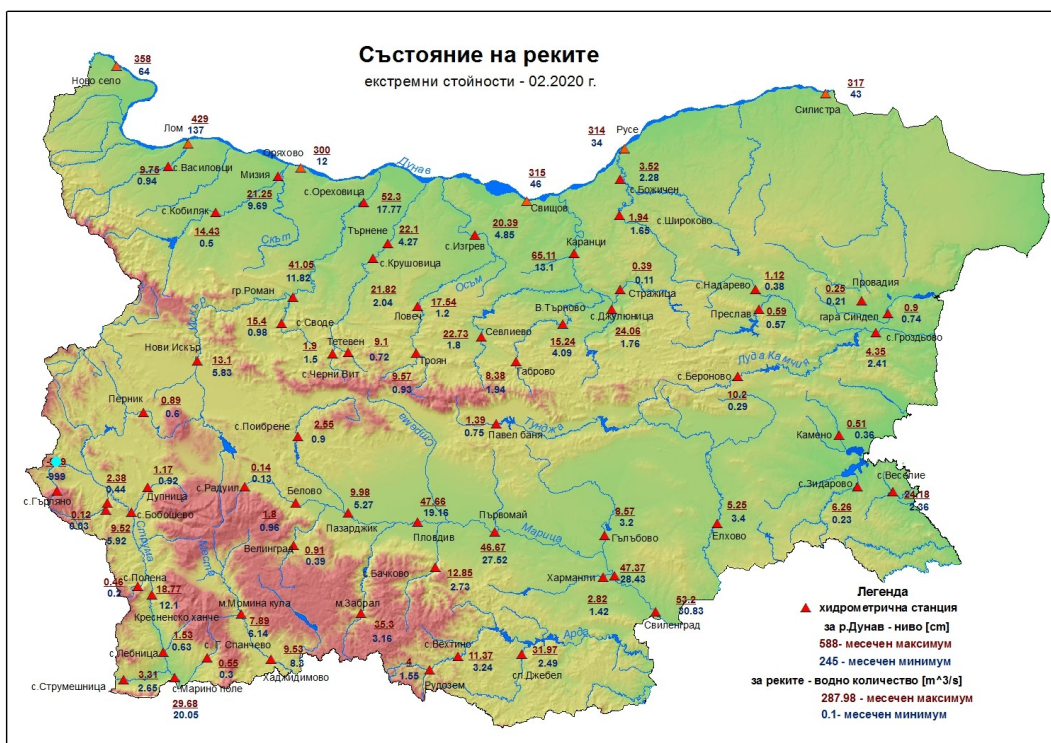 Състояние на реките
екстремни стойности - 02.2020 г.
358
64
Ново село
429
137
Лом
9.75
0.94
с.Василовци
Мизия
21.25
9.69
Оряхово
300
12
с.Кобиляк
14.43
0.5
Скът
с.Ореховица
52.3
17.77
Дунав
Търнене
22.1
4.27
с.Крушовица
21.82
2.04
с.Изгрев
20.39
4.85
315
46
Свищов
314
34
Русе
3.52
2.28
с.Божичен
1.94
1.65
с.Широково
317
43
Силистра
Каранци
65.11
13.1
0.39
0.11
Стражица
с.Джулюница
24.06
1.76
В.Търново
15.24
4.09
Осъм
17.54
1.2
Ловеч
Севлиево
22.73
1.8
8.38
1.94
Габрово
41.05
11.82
гр.Роман
15.4
0.98
с.Своде
Искър
Нови Искър
13.1
5.83
1.9
1.5
с.Черни Вит
Тетевен
9.1
0.72
9.57
0.93
Троян
с.Надарево
1.12
0.38
Преслав
0.59
0.57
Провадия
0.25
0.21
гара Синдел
0.9
0.74
с.Гроздьово
4.35
2.41
Луда Камчия
с.Бероново
10.2
0.29
Камено
0.51
0.36
с.Зидарово
6.26
0.23
с.Веселие
24.18
2.36
Перник
0.89
0.6
с.Поибрене
2.55
0.9
Стряма
1.39
0.75
Павел баня
Тунджа
-999
с.Гърляно
0.12
0.03
2.38
0.44
1.17
0.92
Дупница
с.Бобошево
9.52
5.92
Струма
с.Радуил
0.14
0.13
Белово
1.8
0.96
9.98
5.27
Пазарджик
Велинград
0.91
0.39
47.66
19.16
Пловдив
Първомай
46.67
27.52
Марица
3.2
Гълъбово
5.25
3.4
Елхово
Харманли
47.37
28.43
2.82
1.42
53.2
30.83
Свиленград
12.85
2.73
м.Забрал
35.3
3.16
Места
м.Момина кула
7.89
6.14
с.Полена
0.46
0.2
18.77
12.1
Кресненско ханче
1.53
0.63
с.Лебница
с. Г. Спанчево
0.55
0.3
9.53
8.3
Хаджидимово
с.Струмешница
3.31
2.65
с.Марино поле
29.68
20.05
с.Вехтино
11.37
3.24
4
1.55
Рудозем
Арда
31.97
2.49
сл.Джебел
Легенда
хидрометрична станция
за р.Дунав - ниво [cm]
588- месечен максимум
245 - месечен минимум
за реките - водно количество [m^3/s]
287.98 - месечен максимум
0.1- месечен минимум